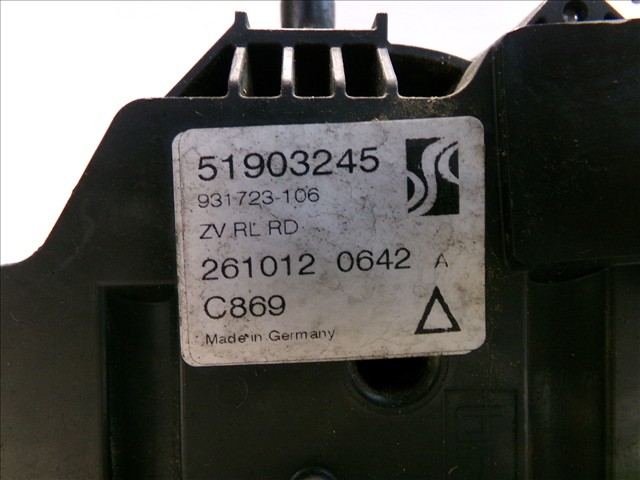 51903245
931723-106
ZV RL RD
261012 0642 A
C869
Made in Germany